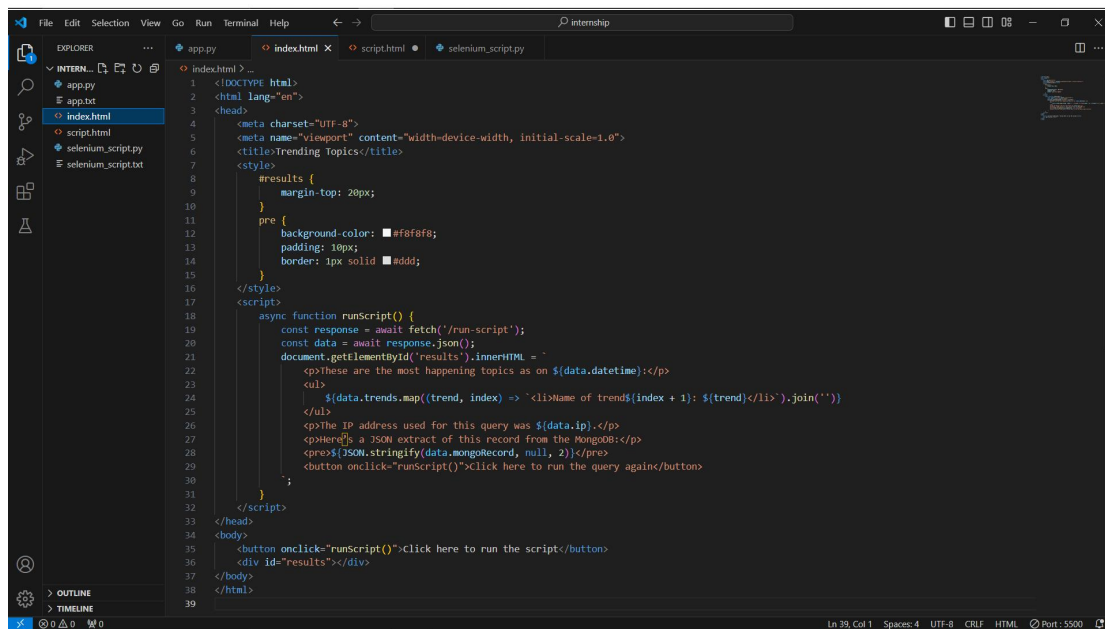 File Edit Selection View Go Run Terminal Help
internship
EXPLORER
app.py index.html script.html selenium_script.py
INTERN...
app.py
app.txt
index.html
script.html
selenium_script.py
selenium_script.txt
OUTLINE
TIMELINE
index.html > ...
1 <!DOCTYPE html>
2 <html lang="en">
3 <head>
4     <meta charset="UTF-8">
5     <meta name="viewport" content="width=device-width, initial-scale=1.0">
6     <title>Trending Topics</title>
7     <style>
8         #results {
9             margin-top: 20px;
10         }
11         pre {
12             background-color: #f8f8f8;
13             padding: 10px;
14             border: 1px solid #ddd;
15         }
16     </style>
17     <script>
18         async function runScript() {
19             const response = await fetch('/run-script');
20             const data = await response.json();
21             document.getElementById('results').innerHTML = `
22                 <p>These are the most happening topics as on ${data.datetime}:</p>
23                 <ul>
24                     ${data.trends.map((trend, index) => `<li>Name of trend${index + 1}: ${trend}</li>`).join('')}
25                 </ul>
26                 <p>The IP address used for this query was ${data.ip}.</p>
27                 <p>Here’s a JSON extract of this record from the MongoDB:</p>
28                 <pre>${JSON.stringify(data.mongoRecord, null, 2)}</pre>
29                 <button onclick="runScript()">Click here to run the query again</button>
30             `;
31         }
32     </script>
33 </head>
34 <body>
35     <button onclick="runScript()">Click here to run the script</button>
36     <div id="results"></div>
37 </body>
38 </html>
39
1
0 0 0
Ln 39, Col 1 Spaces: 4 UTF-8 CRLF HTML Port : 5500